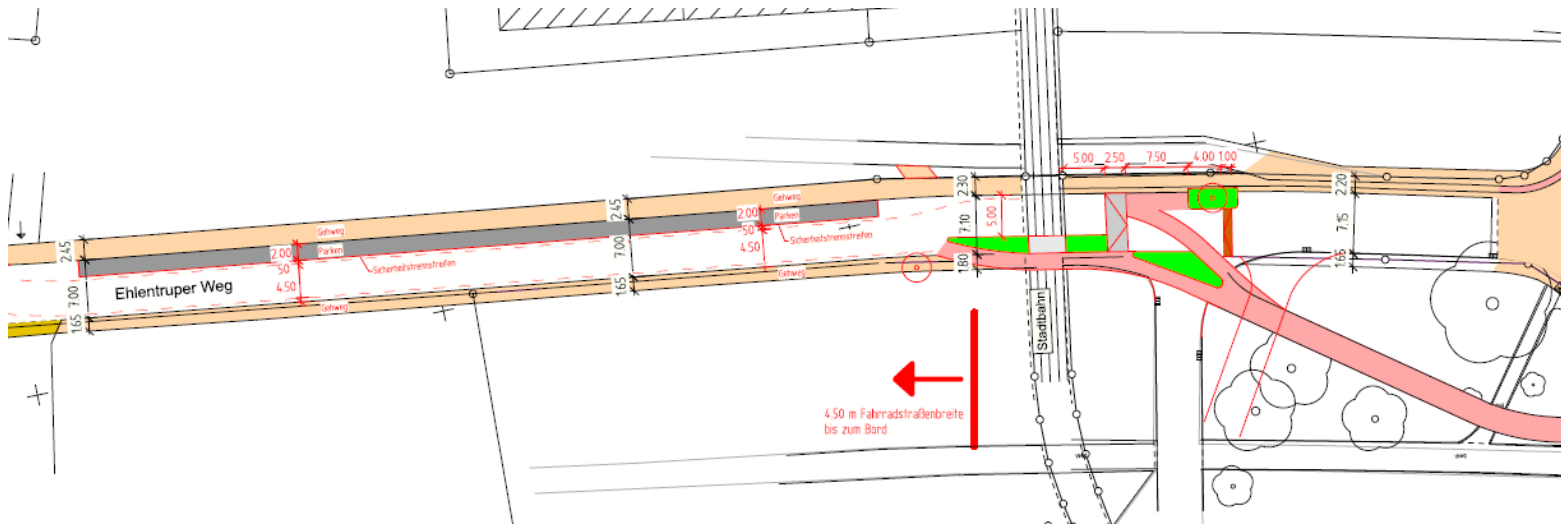 5.00
2.50
7.50
4.00
1.00
2.45
Gehweg
2.00
Parken
50
Sicherheitstrennstreifen
4.50
7.00
Ehlentruper Weg
1.65
Gehweg
2.45
7.00
1.65
Gehweg
2.00
Parken
50
Sicherheitstrennstreifen
4.50
Gehweg
2.30
7.10
5.00
1.80
2.20
7.15
1.65
Stadtbahn
4.50 m Fahrradstraßenbreite
bis zum Bord